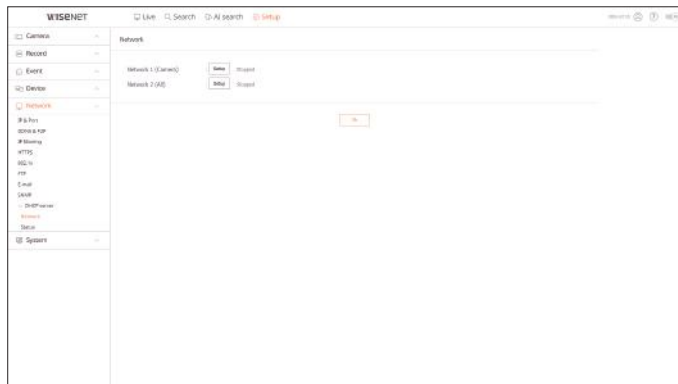 WISENET
Live Search AI search Setup
Camera
Record
Event
Device
Network
IP & Port
DDNS & P2P
IP Filtering
HTTPS
802.1x
FTP
E-mail
SNMP
DHCP server
Network
Status
System
Network
Network 1 (Camera) Setup Stopped
Network 2 (All) Setup Stopped